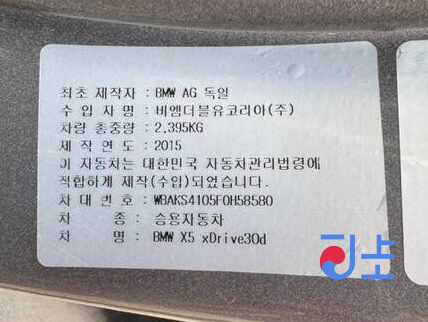 최초 제작자 : BMW AG 독일
수 입 자 명 : 비엠더블유코리아(주)
차량 총중량 : 2,395KG
제 작 연 도 : 2015
이 자동차는 대한민국 자동차관리법령에
적합하게 제작(수입)되었습니다.
차 대 번 호 : WBAKS4105F0H58580
차 종 : 승용자동차
차 명 : BMW X5 xDrive30d